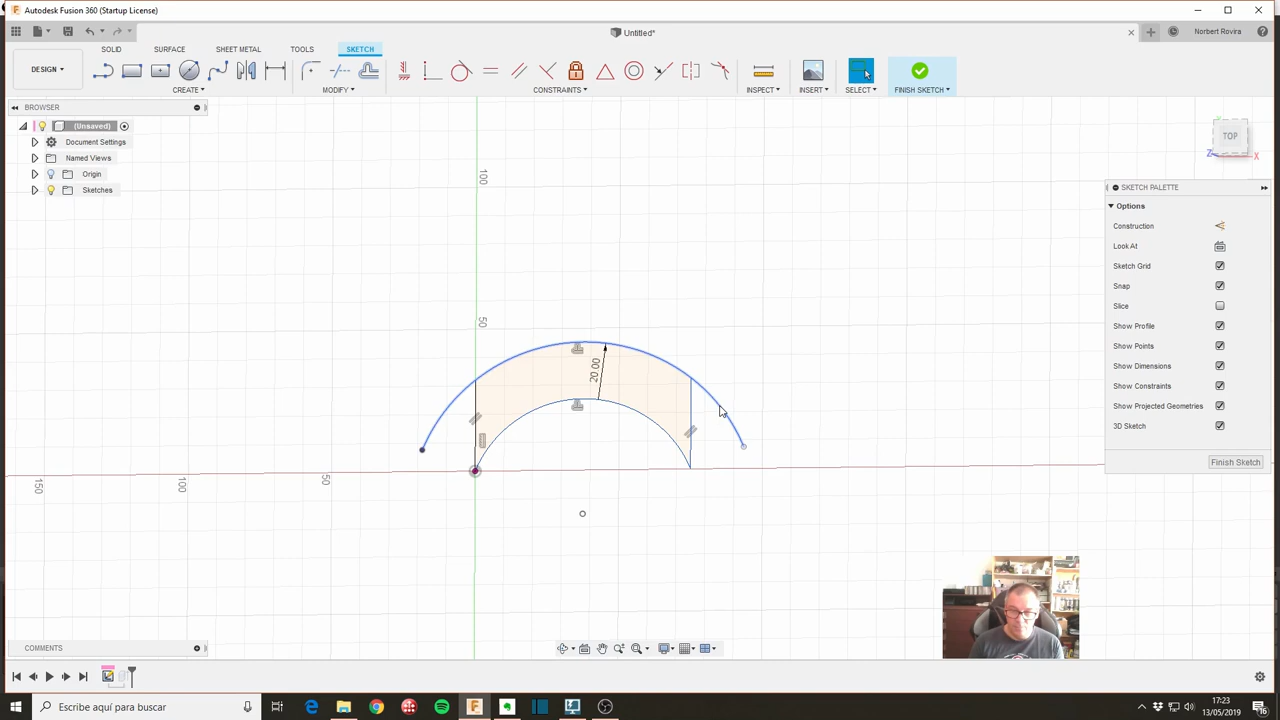 Autodesk Fusion 360 (Startup License)
Untitled*
Norbert Rovira
SOLID SURFACE SHEET METAL TOOLS SKETCH
DESIGN
CREATE MODIFY CONSTRAINTS INSPECT INSERT SELECT FINISH SKETCH
BROWSER
(Unsaved)
Document Settings
Named Views
Origin
Sketches
TOP
Z
X
SKETCH PALETTE
Options
Construction
Look At
Sketch Grid
Snap
Slice
Show Profile
Show Points
Show Dimensions
Show Constraints
Show Projected Geometries
3D Sketch
Finish Sketch
100
50
20.00
150
100
50
COMMENTS
Escribe aquí para buscar
17:23
13/05/2019
16